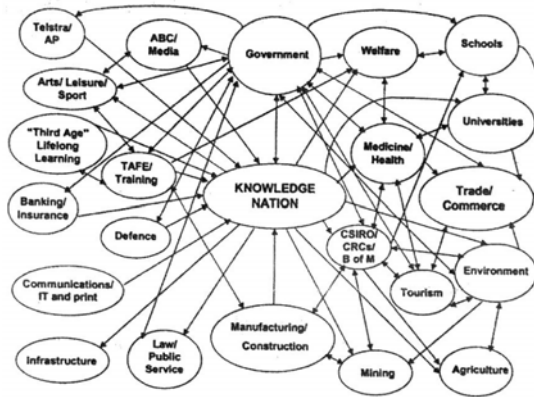 Telstra/
AP
ABC/
Media
Government
Welfare
Schools
Arts/ Leisure/
Sport
Universities
"Third Age"
Lifelong
Learning
TAFE/
Training
Medicine/
Health
KNOWLEDGE
NATION
Trade/
Commerce
Banking/
Insurance
Defence
CSIRO/
CRCs/
B of M
Environment
Communications/
IT and print
Tourism
Manufacturing/
Construction
Infrastructure
Law/
Public
Service
Mining
Agriculture